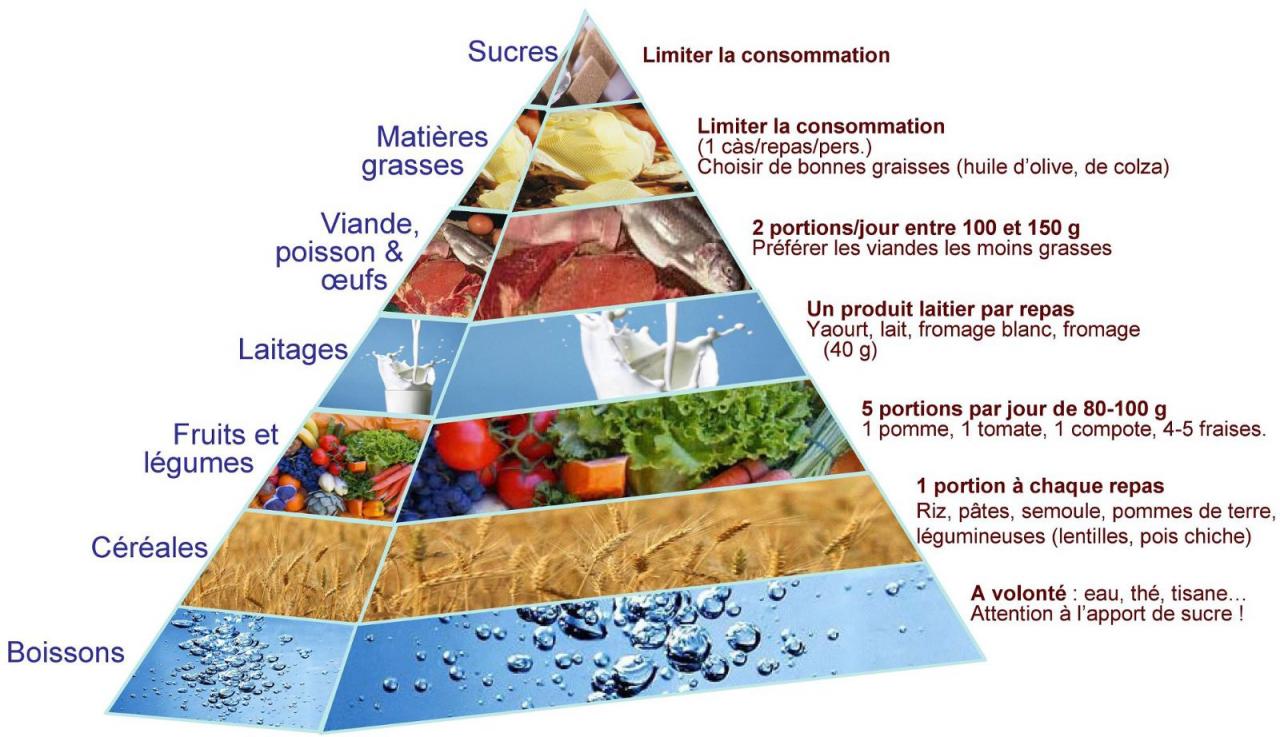 Sucres
Limiter la consommation
Matières
grasses
Limiter la consommation
(1 càs/repas/pers.)
Choisir de bonnes graisses (huile d'olive, de colza)
Viande,
poisson &
œufs
2 portions/jour entre 100 et 150 g
Préférer les viandes les moins grasses
Laitages
Un produit laitier par repas
Yaourt, lait, fromage blanc, fromage
(40 g)
Fruits et
légumes
5 portions par jour de 80-100 g
1 pomme, 1 tomate, 1 compote, 4-5 fraises.
Céréales
1 portion à chaque repas
Riz, pâtes, semoule, pommes de terre,
légumineuses (lentilles, pois chiche)
Boissons
A volonté : eau, thé, tisane...
Attention à l'apport de sucre !